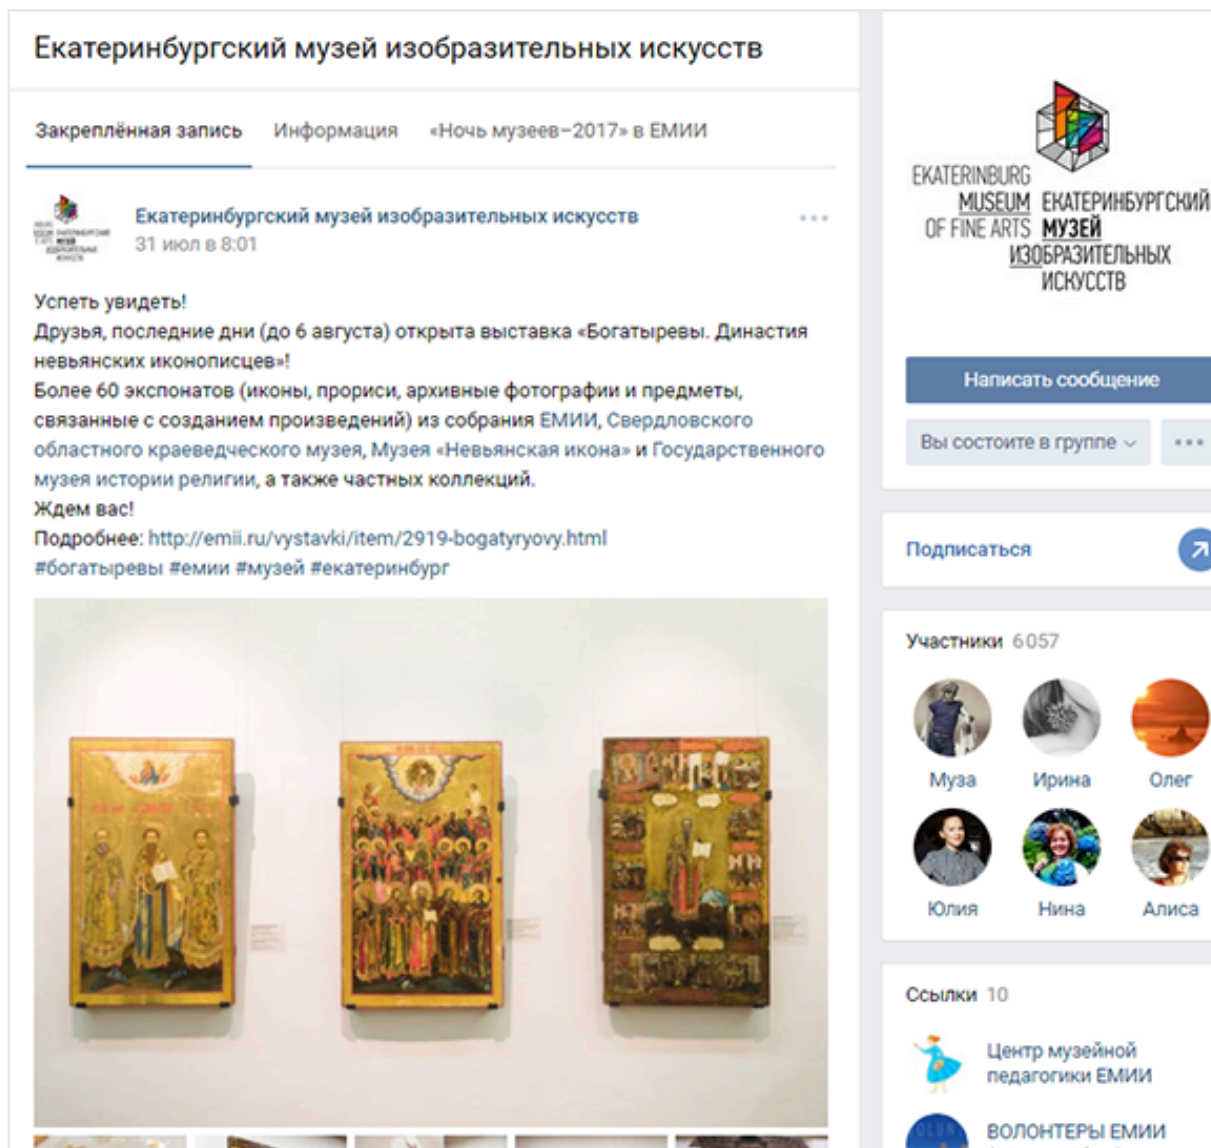 Екатеринбургский музей изобразительных искусств
Закреплённая запись Информация «Ночь музеев–2017» в ЕМИИ
Екатеринбургский музей изобразительных искусств
31 июл в 8:01
Успеть увидеть!
Друзья, последние дни (до 6 августа) открыта выставка «Богатыревы. Династия
невьянских иконописцев»!
Более 60 экспонатов (иконы, прориси, архивные фотографии и предметы,
связанные с созданием произведений) из собрания ЕМИИ, Свердловского
областного краеведческого музея, Музея «Невьянская икона» и Государственного
музея истории религии, а также частных коллекций.
Ждем вас!
Подробнее: http://emii.ru/vystavki/item/2919-bogatyryovy.html
#богатыревы #емии #музей #екатеринбург
EKATERINBURG
MUSEUM ЕКАТЕРИНБУРГСКИЙ
OF FINE ARTS МУЗЕЙ
ИЗОБРАЗИТЕЛЬНЫХ
ИСКУССТВ
Написать сообщение
Вы состоите в группе
Подписаться
Участники 6057
Муза Ирина Олег
Юлия Нина Алиса
Ссылки 10
Центр музейной
педагогики ЕМИИ
ВОЛОНТЕРЫ ЕМИИ